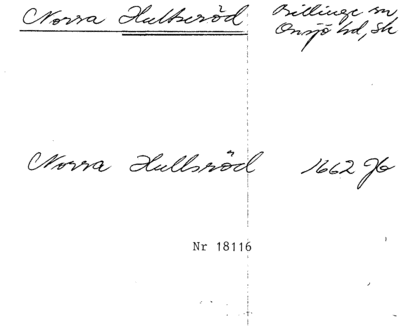 Norra Hultseröd Billinge sn
Onsjö hd, Sk
Norra Hullsröd 1662 Jb
Nr 18116